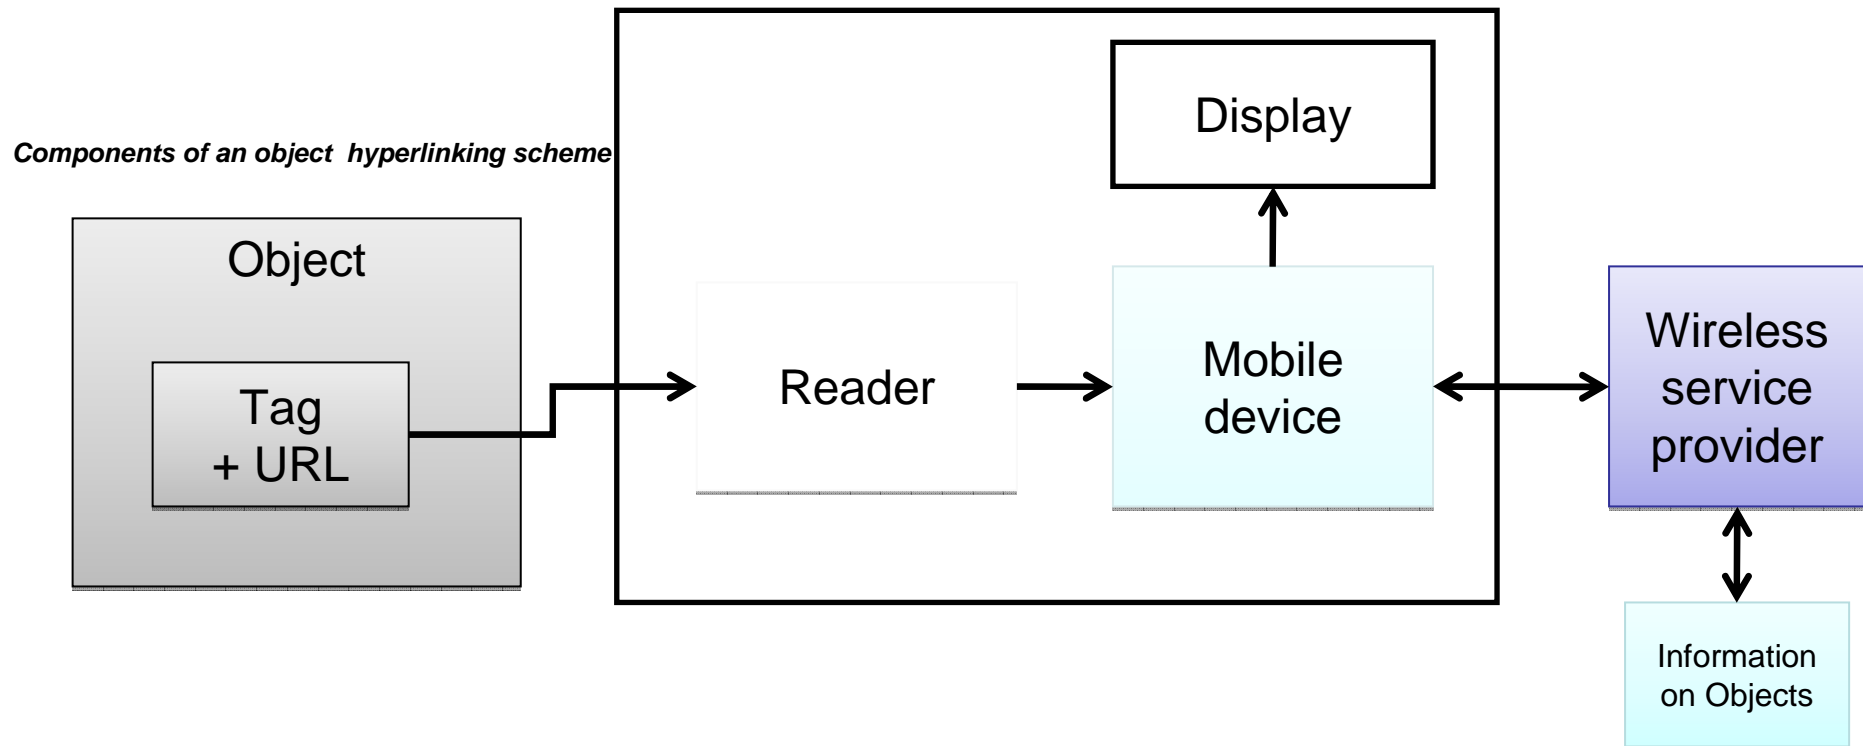 Components of an object hyperlinking scheme
Object
Tag
+ URL
Reader
Display
Mobile
device
Wireless
service
provider
Information
on Objects